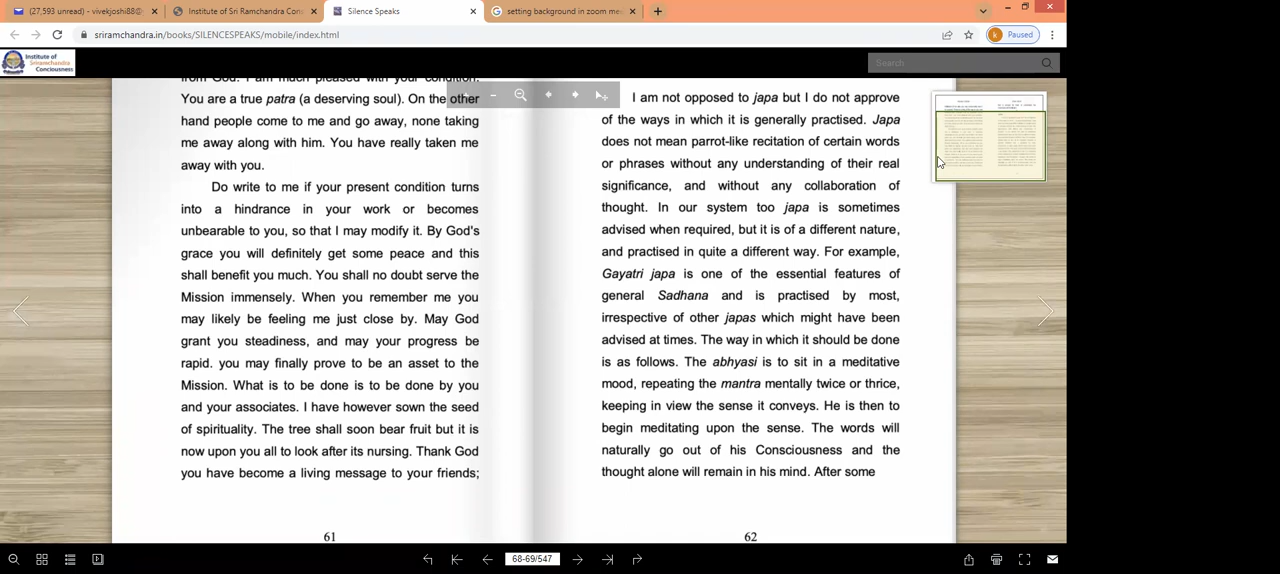 (27,593 unread) - vivekjoshi88@
Institute of Sri Ramchandra Con
Silence Speaks
setting background in zoom me
sriramchandra.in/books/SILENCESPEAKS/mobile/index.html
k
Paused
Institute of
Sriramchandra
Conciousness
Search
from God. I am much pleased with your condition.
You are a true patra (a deserving soul). On the other
hand people come to me and go away, none taking
me away along with him. You have really taken me
away with you.
Do write to me if your present condition turns
into a hindrance in your work or becomes
unbearable to you, so that I may modify it. By God's
grace you will definitely get some peace and this
shall benefit you much. You shall no doubt serve the
Mission immensely. When you remember me you
may likely be feeling me just close by. May God
grant you steadiness, and may your progress be
rapid. you may finally prove to be an asset to the
Mission. What is to be done is to be done by you
and your associates. I have however sown the seed
of spirituality. The tree shall soon bear fruit but it is
now upon you all to look after its nursing. Thank God
you have become a living message to your friends;
61
I am not opposed to japa but I do not approve
of the ways in which it is generally practised. Japa
does not mean parrot-like recitation of certain words
or phrases without any understanding of their real
significance, and without any collaboration of
thought. In our system too japa is sometimes
advised when required, but it is of a different nature,
and practised in quite a different way. For example,
Gayatri japa is one of the essential features of
general Sadhana and is practised by most,
irrespective of other japas which might have been
advised at times. The way in which it should be done
is as follows. The abhyasi is to sit in a meditative
mood, repeating the mantra mentally twice or thrice,
keeping in view the sense it conveys. He is then to
begin meditating upon the sense. The words will
naturally go out of his Consciousness and the
thought alone will remain in his mind. After some
62
68-69/547